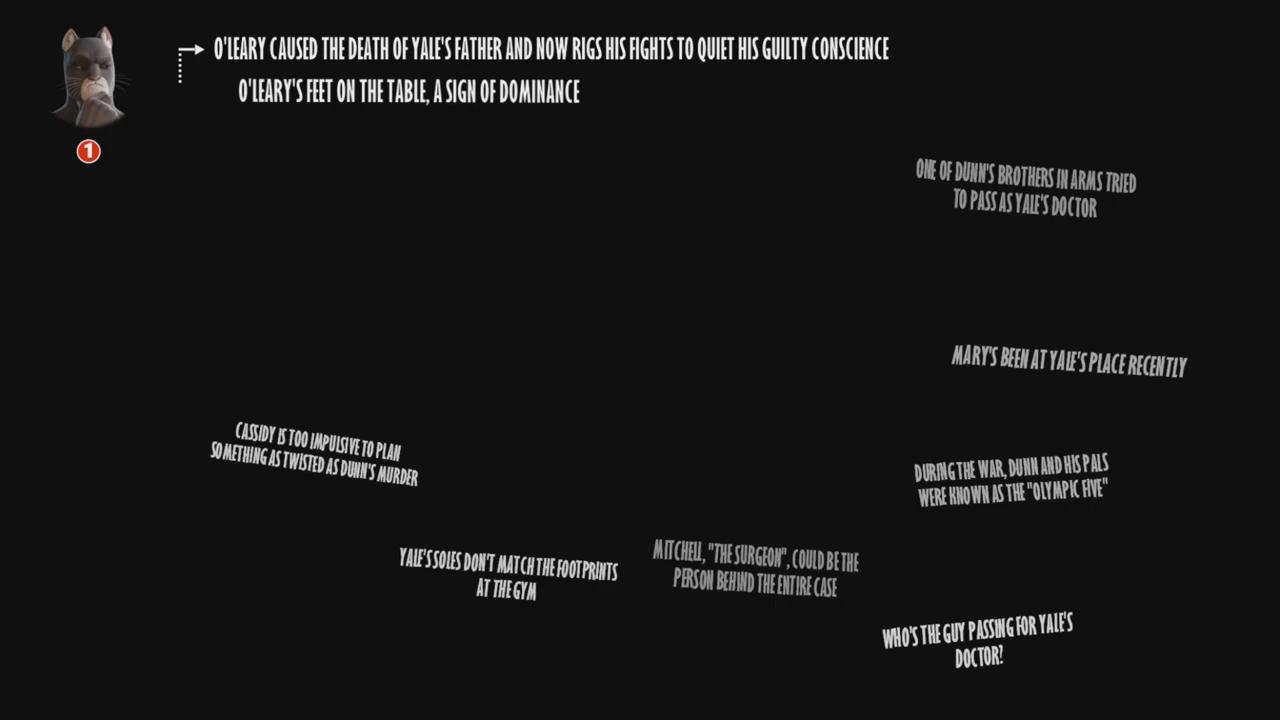 O'LEARY CAUSED THE DEATH OF YALE'S FATHER AND NOW RIGS HIS FIGHTS TO QUIET HIS GUILTY CONSCIENCE
O'LEARY'S FEET ON THE TABLE, A SIGN OF DOMINANCE
1
ONE OF DUNN'S BROTHERS IN ARMS TRIED
TO PASS AS YALE'S DOCTOR
MARY'S BEEN AT YALE'S PLACE RECENTLY
CASSIDY IS TOO IMPULSIVE TO PLAN
SOMETHING AS TWISTED AS DUNN'S MURDER
DURING THE WAR, DUNN AND HIS PALS
WERE KNOWN AS THE "OLYMPIC FIVE"
YALE'S SOLES DON'T MATCH THE FOOTPRINTS
AT THE GYM
MITCHELL, "THE SURGEON", COULD BE THE
PERSON BEHIND THE ENTIRE CASE
WHO'S THE GUY PASSING FOR YALE'S
DOCTOR?